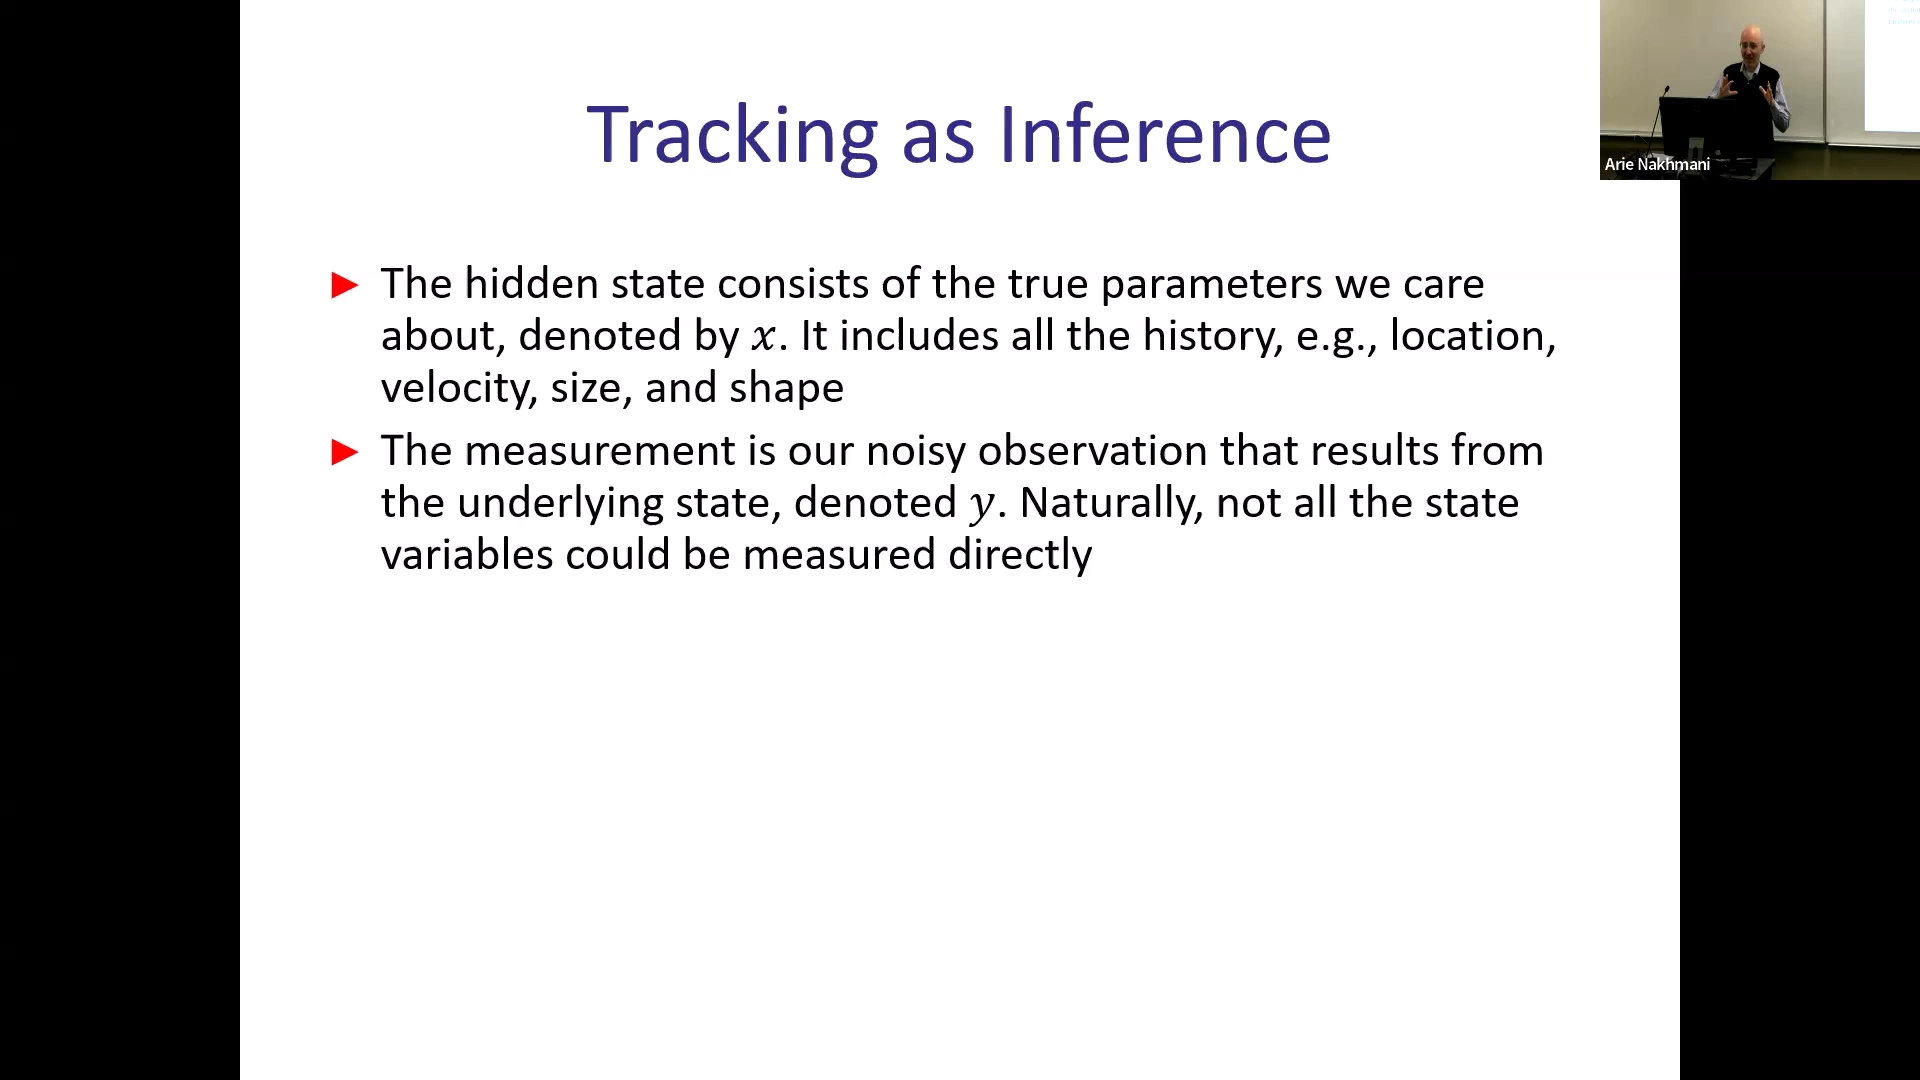 Tracking as Inference
► The hidden state consists of the true parameters we care
about, denoted by x. It includes all the history, e.g., location,
velocity, size, and shape
► The measurement is our noisy observation that results from
the underlying state, denoted y. Naturally, not all the state
variables could be measured directly
Arie Nakhmani